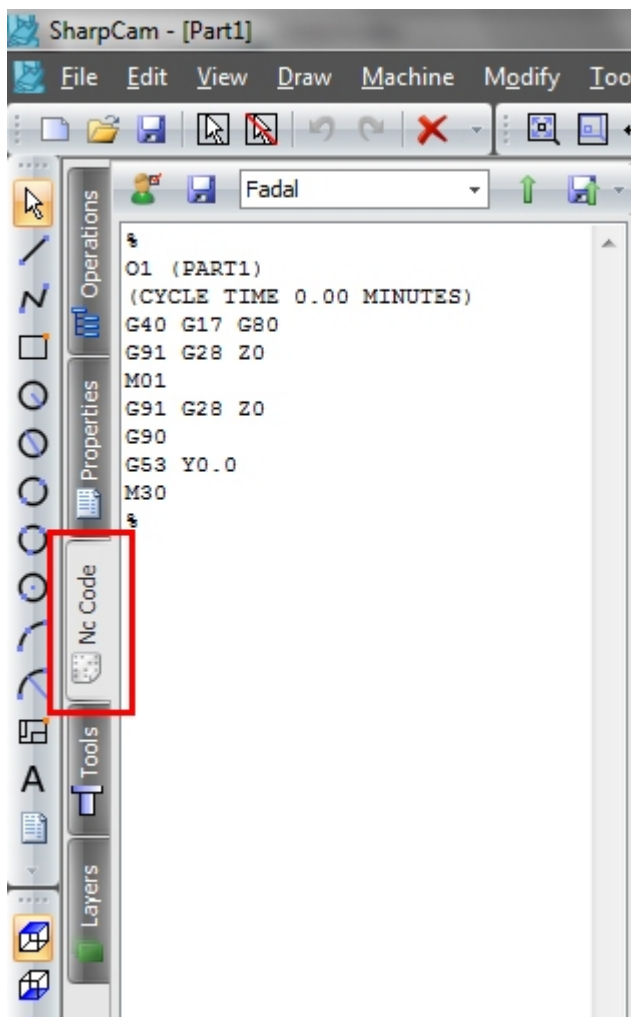 SharpCam - [Part1]
File Edit View Draw Machine Modify Too
Fadal
Operations
Properties
Nc Code
Tools
Layers
%
O1 (PART1)
(CYCLE TIME 0.00 MINUTES)
G40 G17 G80
G91 G28 Z0
M01
G91 G28 Z0
G90
G53 Y0.0
M30
%
A